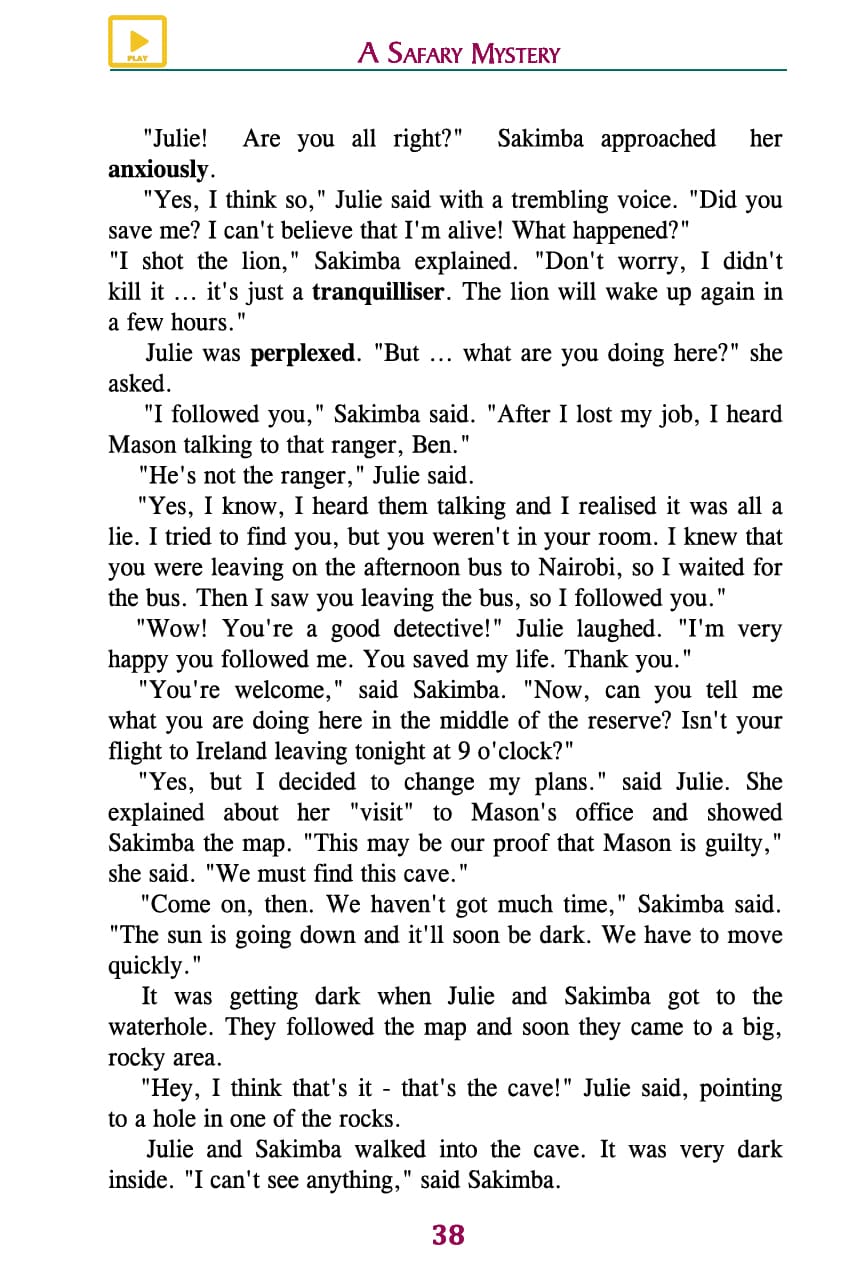 PLAY
A SAFARY MYSTERY
"Julie! Are you all right?" Sakimba approached her
anxiously.
"Yes, I think so," Julie said with a trembling voice. "Did you
save me? I can't believe that I'm alive! What happened?"
"I shot the lion," Sakimba explained. "Don't worry, I didn't
kill it ... it's just a tranquilliser. The lion will wake up again in
a few hours."
Julie was perplexed. "But ... what are you doing here?" she
asked.
"I followed you," Sakimba said. "After I lost my job, I heard
Mason talking to that ranger, Ben."
"He's not the ranger," Julie said.
"Yes, I know, I heard them talking and I realised it was all a
lie. I tried to find you, but you weren't in your room. I knew that
you were leaving on the afternoon bus to Nairobi, so I waited for
the bus. Then I saw you leaving the bus, so I followed you."
"Wow! You're a good detective!" Julie laughed. "I'm very
happy you followed me. You saved my life. Thank you."
"You're welcome," said Sakimba. "Now, can you tell me
what you are doing here in the middle of the reserve? Isn't your
flight to Ireland leaving tonight at 9 o'clock?"
"Yes, but I decided to change my plans." said Julie. She
explained about her "visit" to Mason's office and showed
Sakimba the map. "This may be our proof that Mason is guilty,"
she said. "We must find this cave."
"Come on, then. We haven't got much time," Sakimba said.
"The sun is going down and it'll soon be dark. We have to move
quickly."
It was getting dark when Julie and Sakimba got to the
waterhole. They followed the map and soon they came to a big,
rocky area.
"Hey, I think that's it - that's the cave!" Julie said, pointing
to a hole in one of the rocks.
Julie and Sakimba walked into the cave. It was very dark
inside. "I can't see anything," said Sakimba.
38